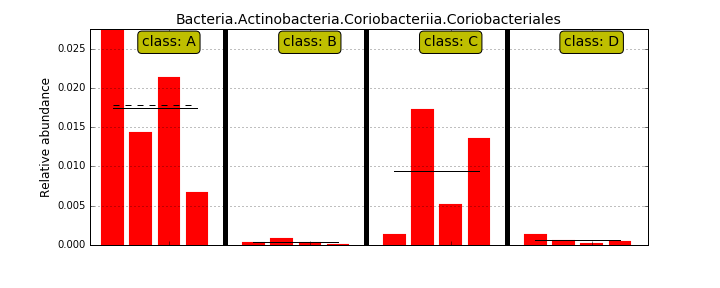 Bacteria.Actinobacteria.Coriobacteriia.Coriobacteriales
class: A
class: B
class: C
class: D
Relative abundance
0.025
0.020
0.015
0.010
0.005
0.000